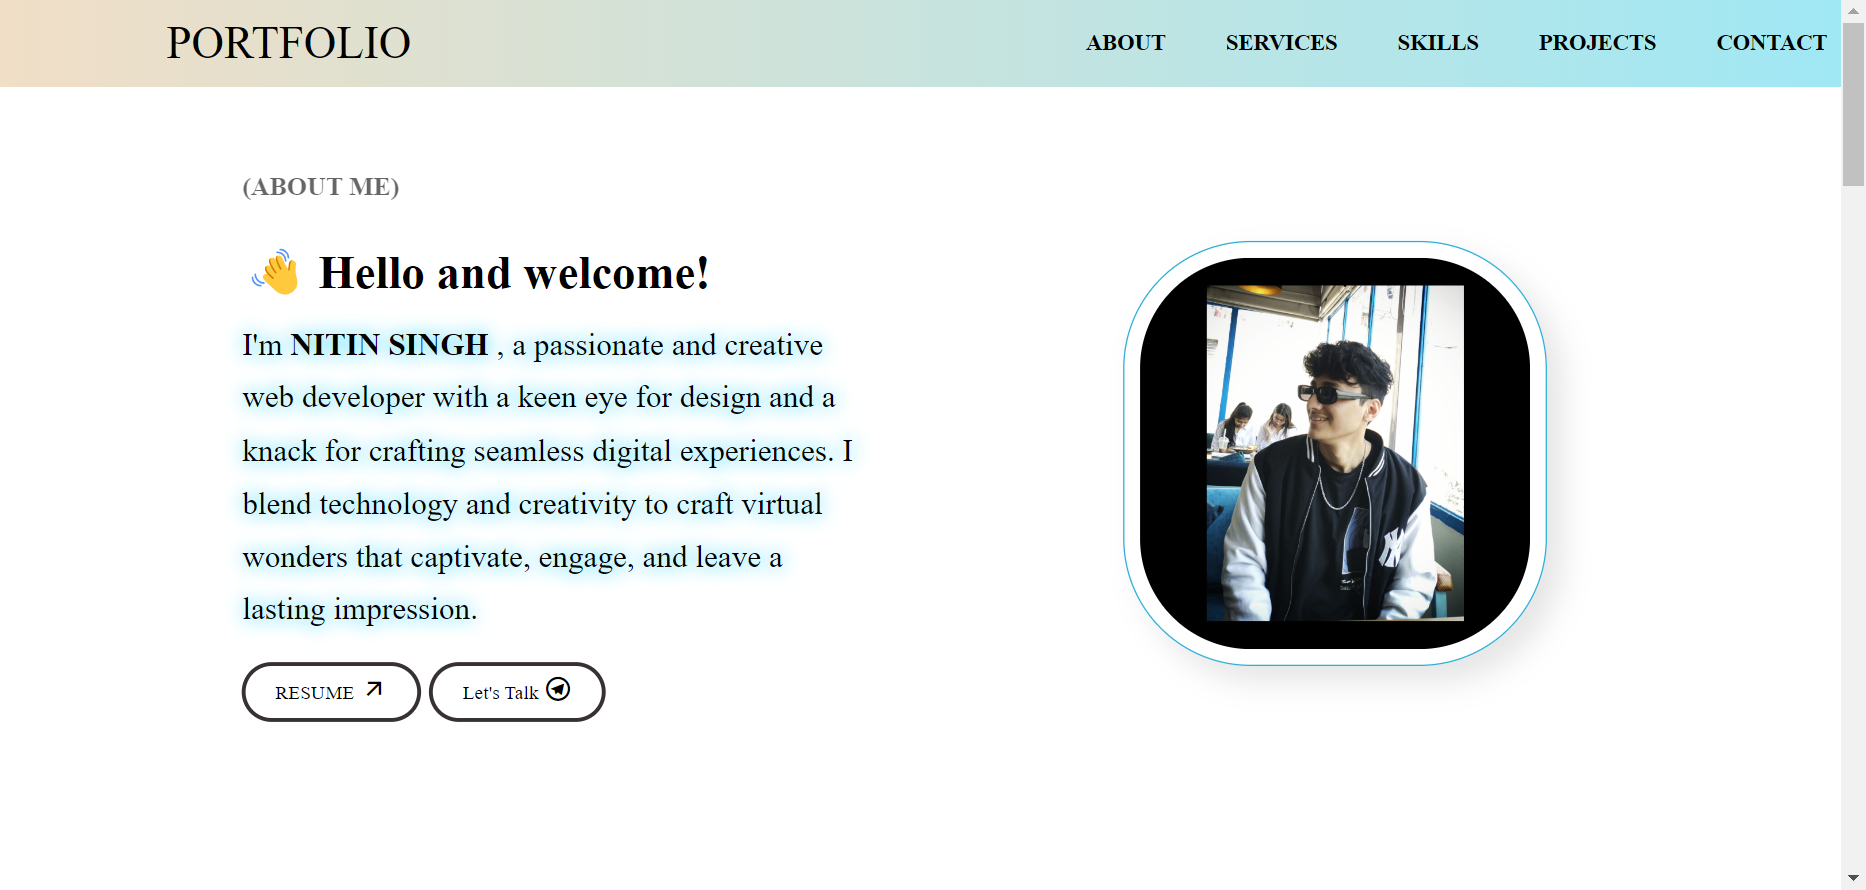 PORTFOLIO ABOUT SERVICES SKILLS PROJECTS CONTACT
(ABOUT ME)
👋 Hello and welcome!
I'm NITIN SINGH , a passionate and creative
web developer with a keen eye for design and a
knack for crafting seamless digital experiences. I
blend technology and creativity to craft virtual
wonders that captivate, engage, and leave a
lasting impression.
RESUME Let's Talk
NY